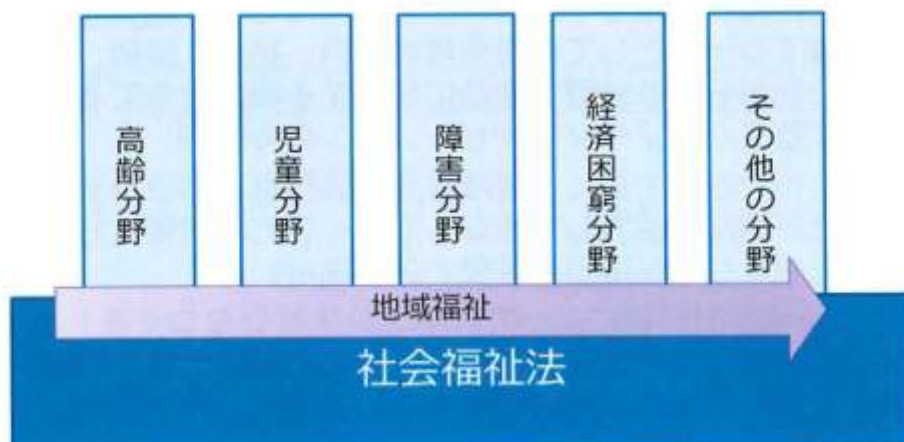 高齢分野
児童分野
障害分野
経済困窮分野
その他の分野
地域福祉
社会福祉法